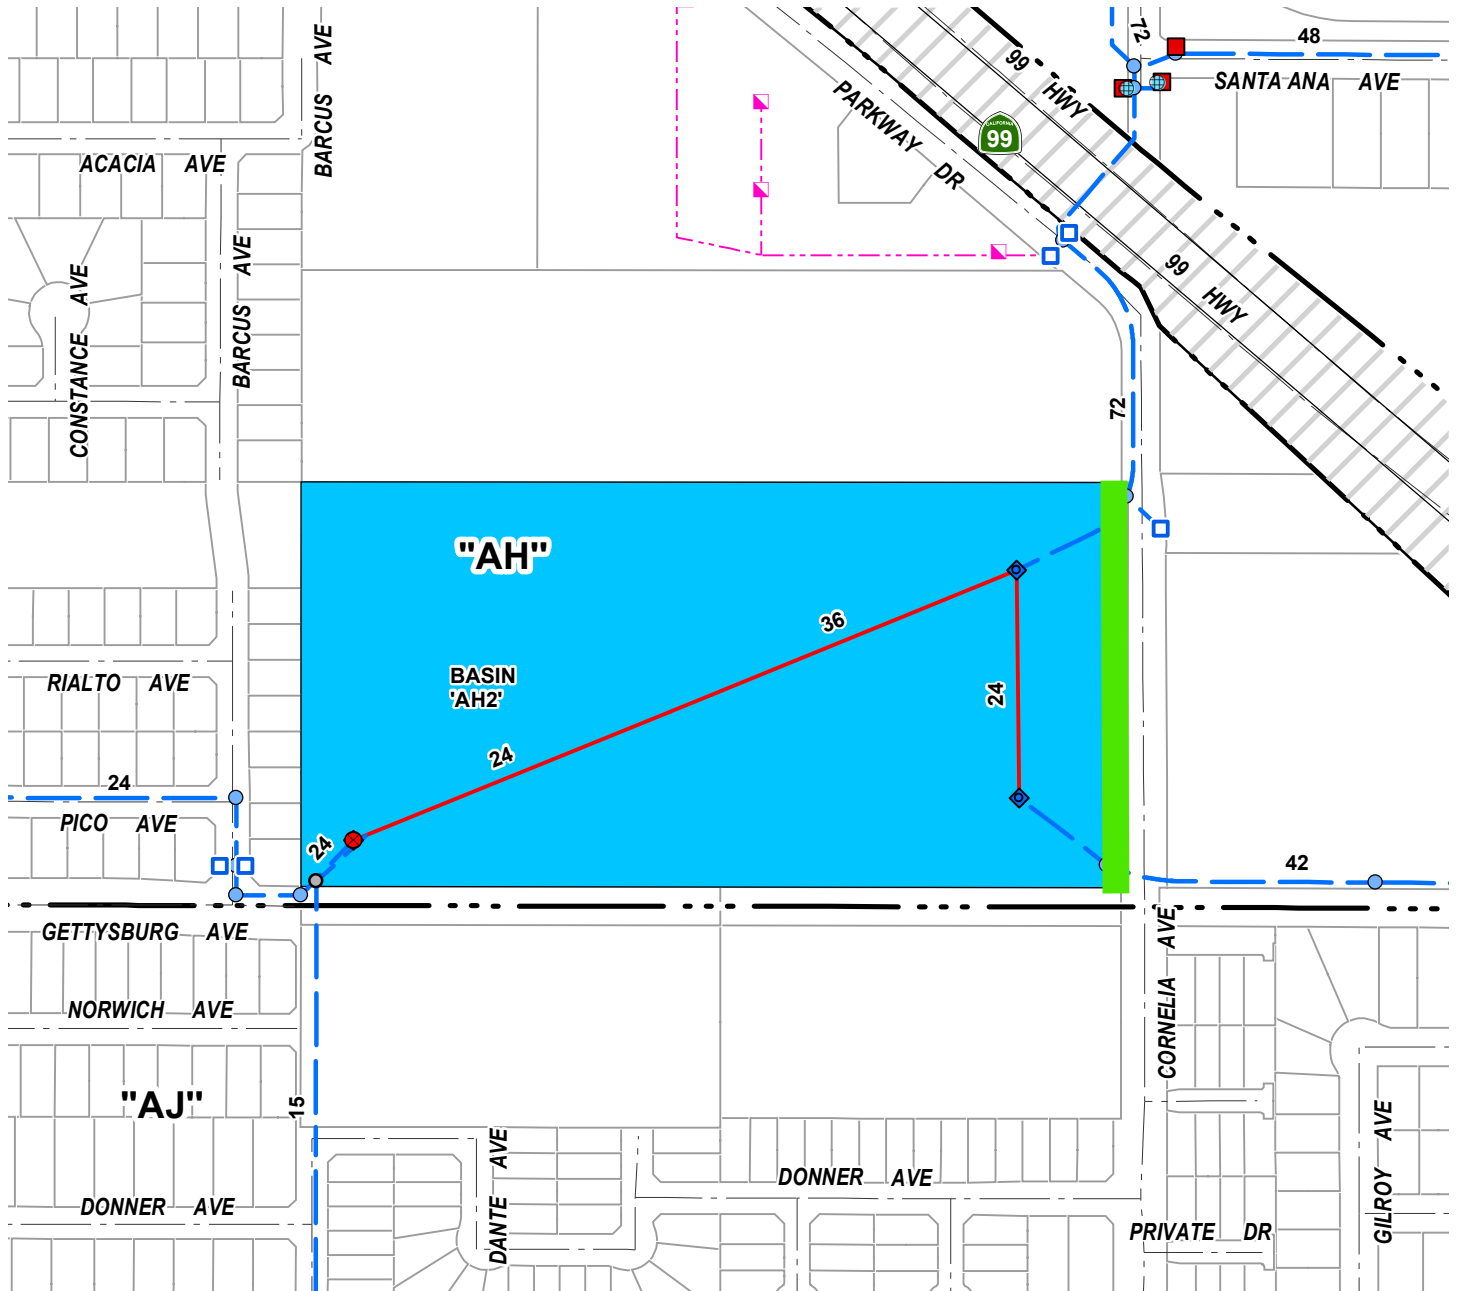 BARCUS AVE
72
48
99
HWY
SANTA ANA AVE
PARKWAY DR
CALIFORNIA
99
ACACIA AVE
BARCUS AVE
CONSTANCE AVE
99
HWY
72
"AH"
36
BASIN
'AH2'
24
24
RIALTO AVE
24
PICO AVE
24
42
GETTYSBURG AVE
CORNELIA AVE
NORWICH AVE
"AJ"
15
GILROY AVE
DANTE AVE
DONNER AVE
DONNER AVE
PRIVATE DR